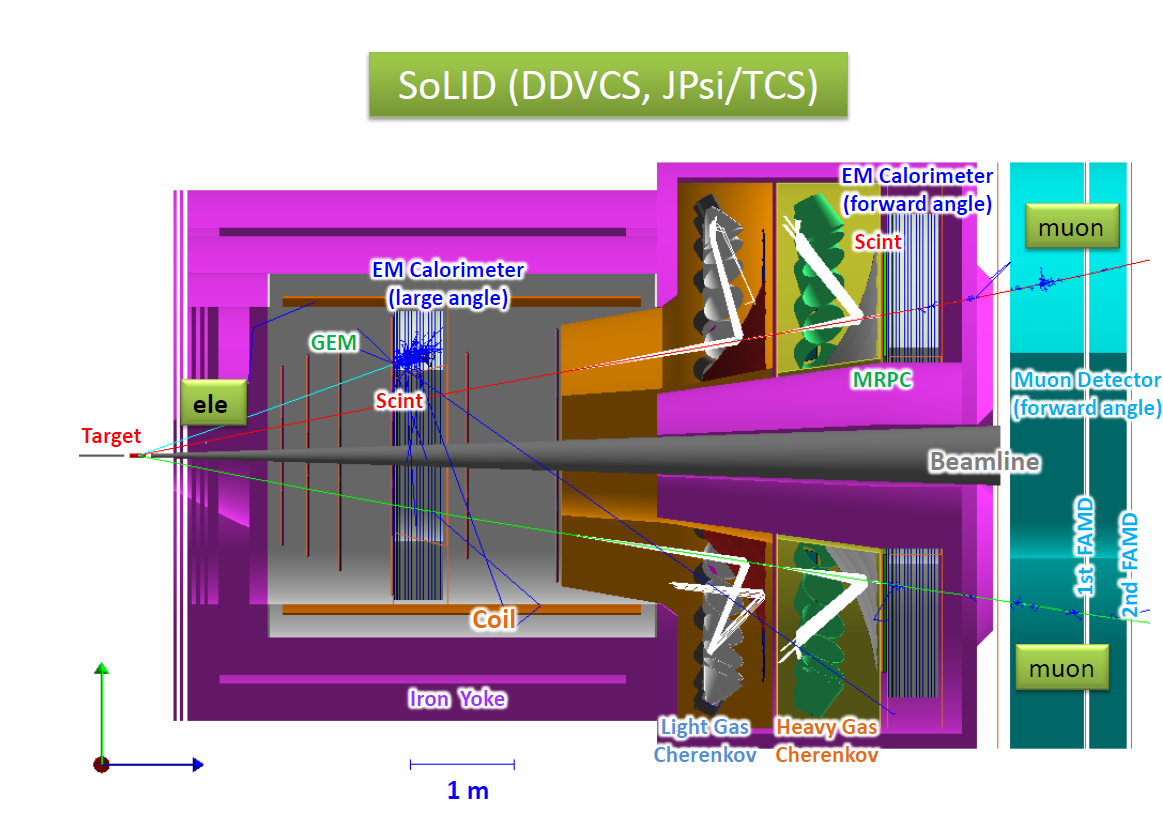 SoLID (DDVCS, JPsi/TCS)
EM Calorimeter
(forward angle)
muon
Scint
EM Calorimeter
(large angle)
GEM
ele
Scint
MRPC
Muon Detector
(forward angle)
Target
Beamline
1st FAMD
2nd FAMD
Coil
muon
Iron Yoke
Light Gas
Cherenkov
Heavy Gas
Cherenkov
1 m